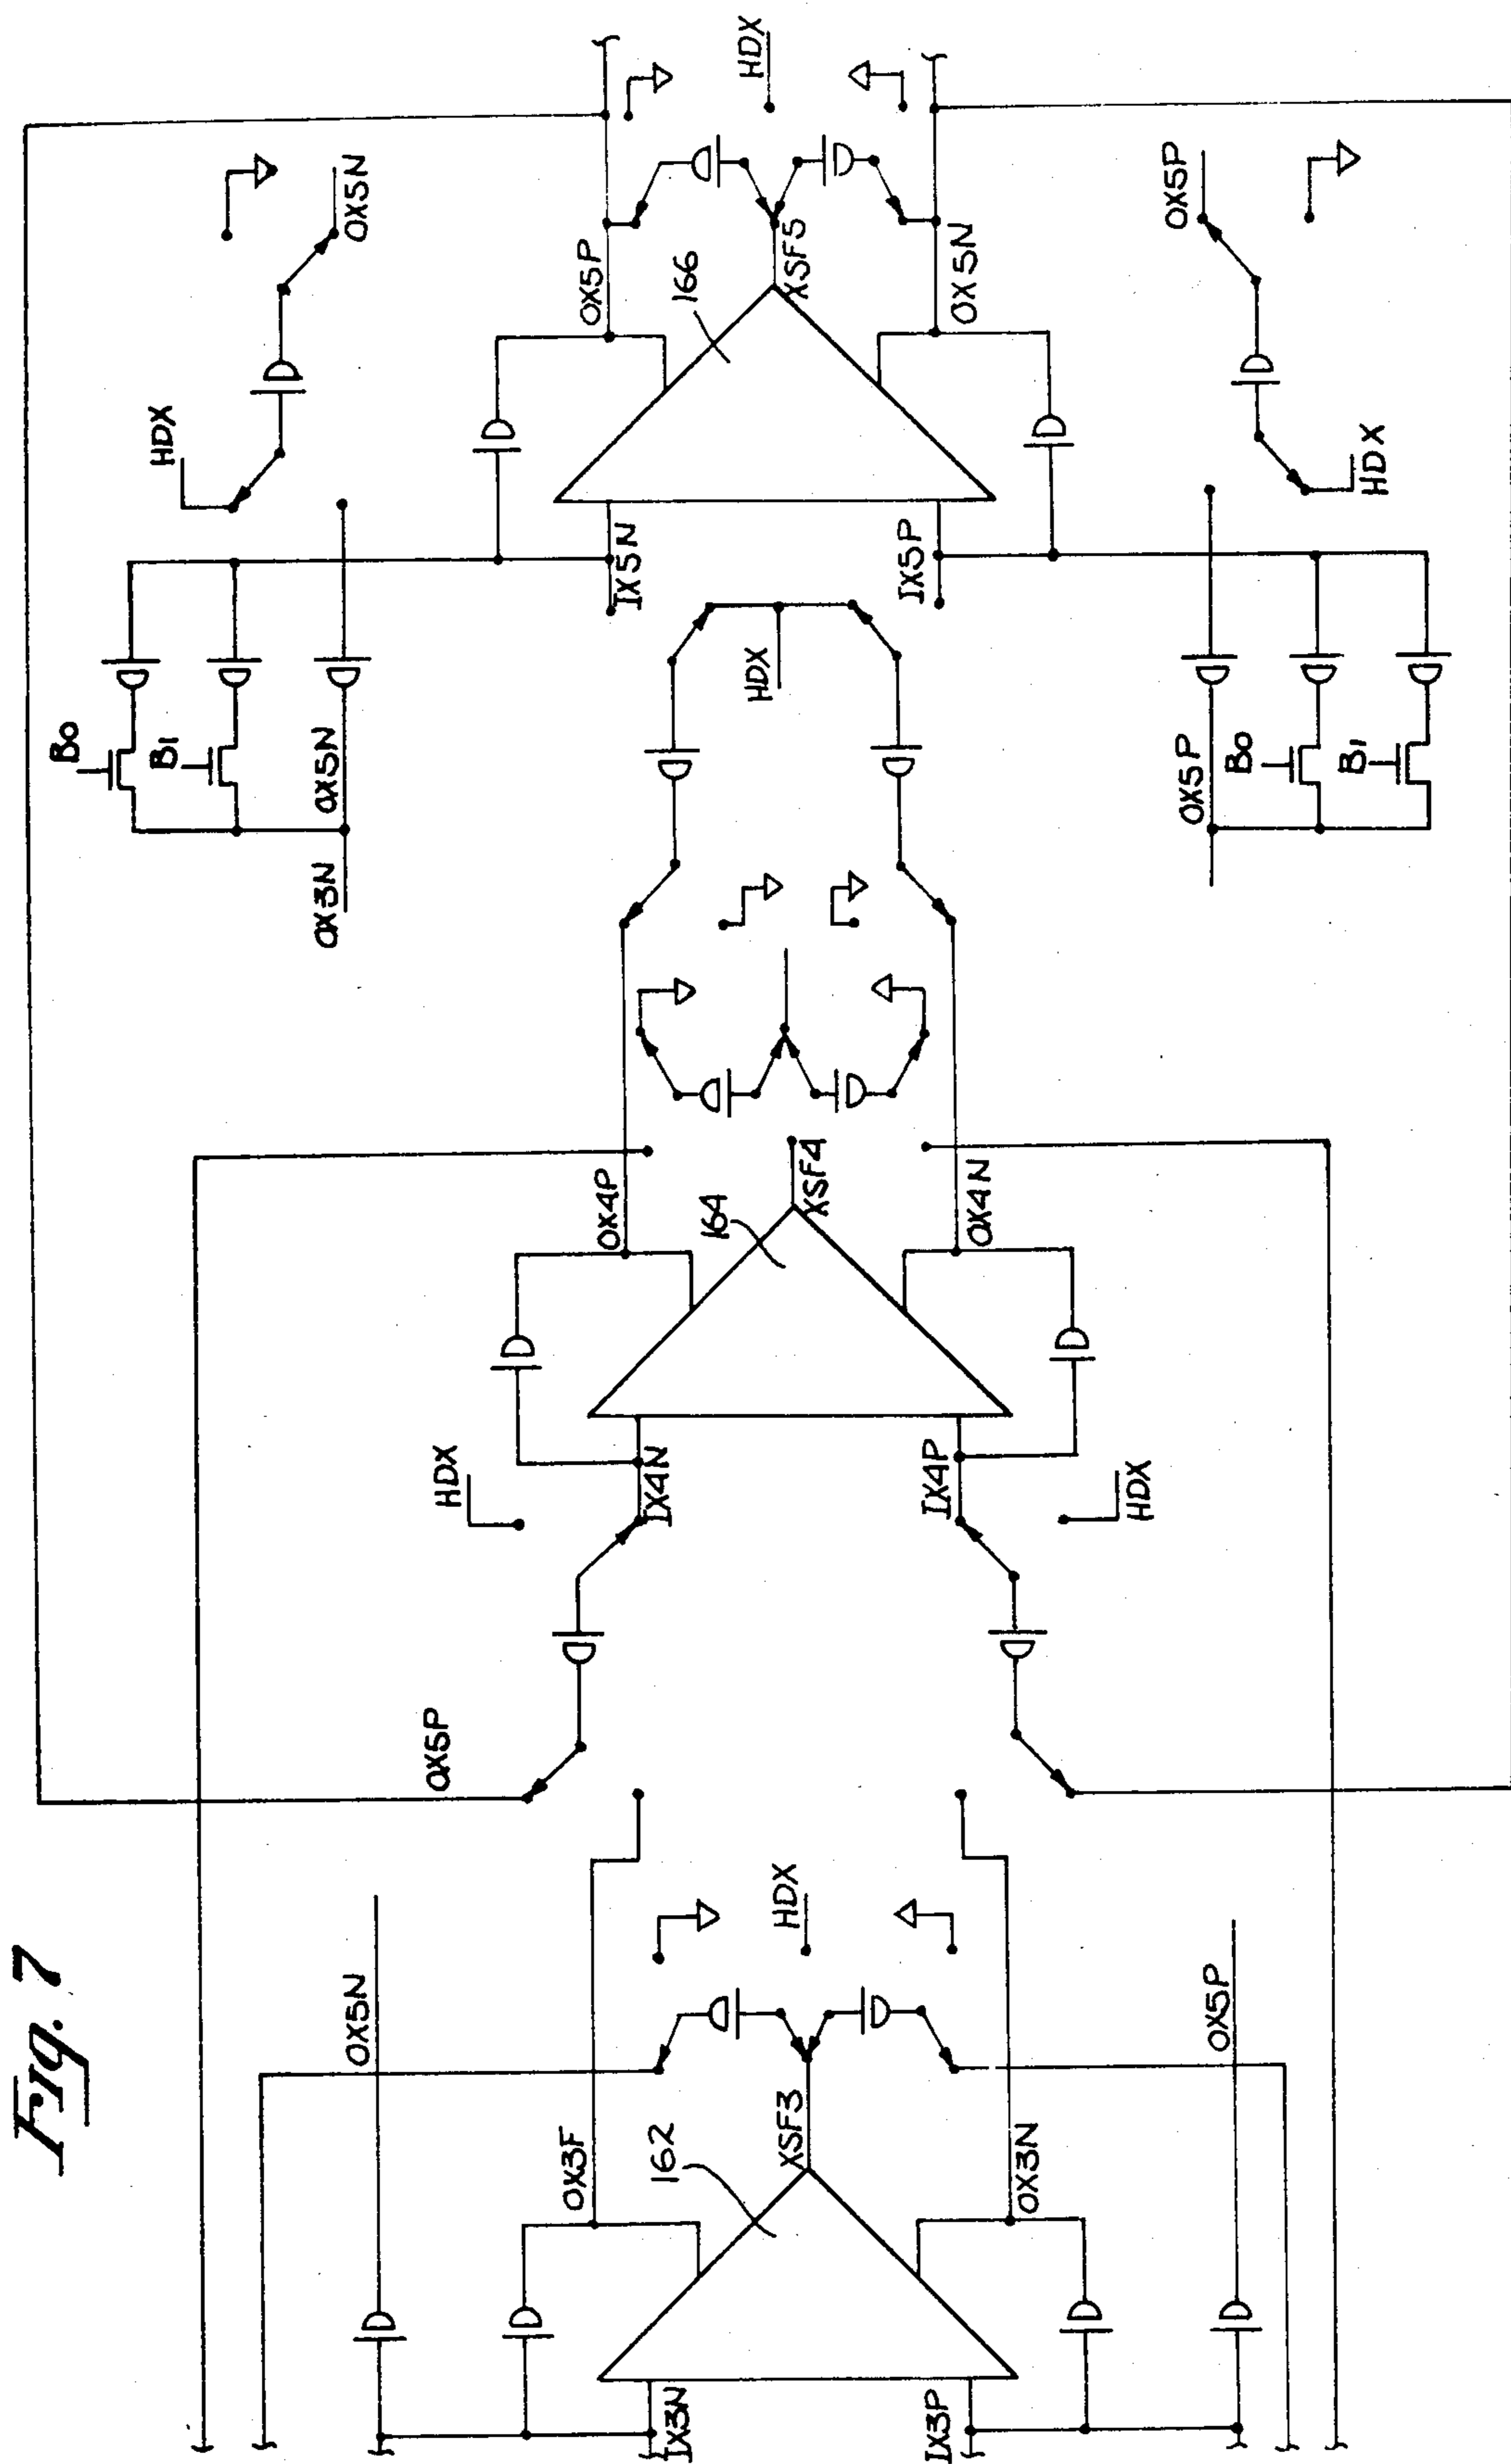 Fig. 7
IX3N
IX3P
OX5N
OX3F
162
XSF3
OX3N
OX5P
HDX
OX5P
HDX
IX4N
IX4P
HDX
OX4P
164
XSF4
OX4N
OX3N
OX5N
B0
B1
HDX
OX5P
B0
B1
IX5N
IX5P
HDX
HDX
OX5P
166
XSF5
OX5N
OX5N
OX5P
HDX